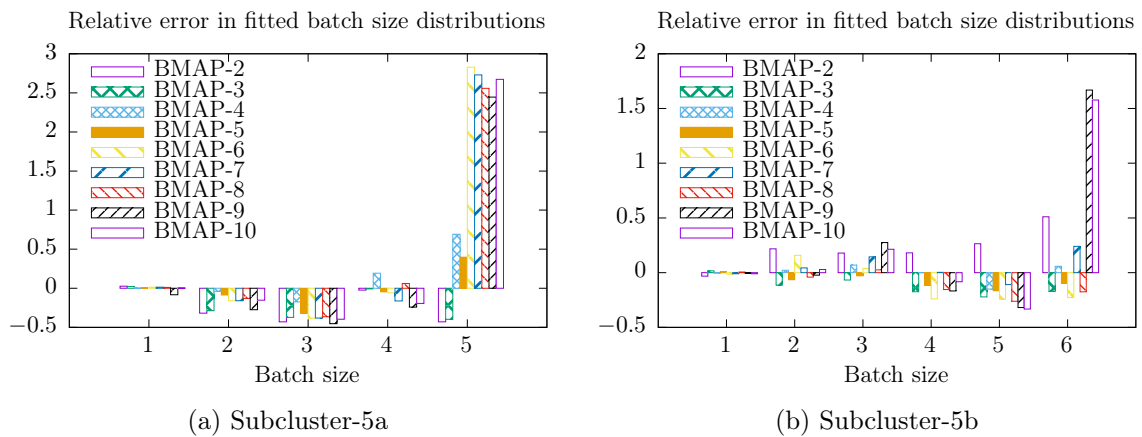 Relative error in fitted batch size distributions
3
2.5
2
1.5
1
0.5
0
−0.5
BMAP-2
BMAP-3
BMAP-4
BMAP-5
BMAP-6
BMAP-7
BMAP-8
BMAP-9
BMAP-10
1 2 3 4 5
Batch size
(a) Subcluster-5a
Relative error in fitted batch size distributions
2
1.5
1
0.5
0
−0.5
BMAP-2
BMAP-3
BMAP-4
BMAP-5
BMAP-6
BMAP-7
BMAP-8
BMAP-9
BMAP-10
1 2 3 4 5 6
Batch size
(b) Subcluster-5b